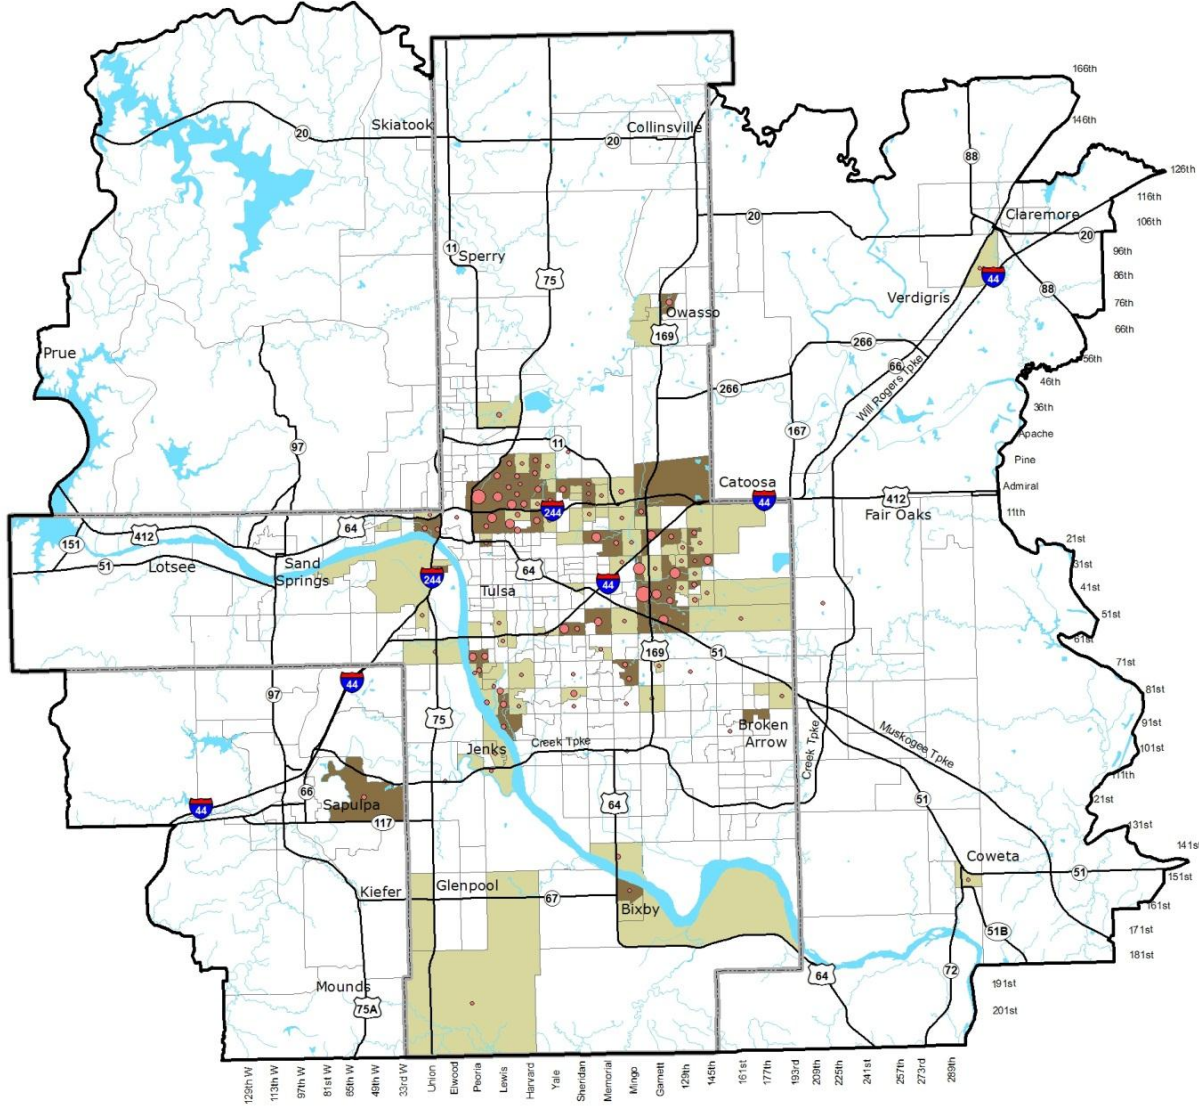 166th
146th
20
Skiatook
20
Collinsville
88
126th
116th
106th
Claremore
20
20
11
Sperry
75
96th
86th
44
88
Verdigris
76th
66th
Owasso
169
266
Prue
66
56th
Will Rogers Tpke
46th
266
36th
97
11
167
Apache
Pine
Catoosa
Admiral
44
412
Fair Oaks
11th
244
64
412
151
21st
51
Lotsee
Sand
Springs
64
31st
244
44
Tulsa
41st
51st
61st
169
51
71st
44
81st
97
75
Broken
Arrow
91st
Creek Tpke
Jenks
Creek Tpke
Muskogee Tpke
101st
111th
66
64
51
121st
44
Sapulpa
117
131st
141st
Coweta
51
151st
Kiefer
Glenpool
67
Bixby
161st
51B
171st
181st
64
72
Mounds
75A
191st
201st
129th W
113th W
97th W
81st W
65th W
49th W
33rd W
Union
Elwood
Peoria
Lewis
Harvard
Yale
Sheridan
Memorial
Mingo
Garnett
129th
145th
161st
177th
193rd
209th
225th
241st
257th
273rd
289th